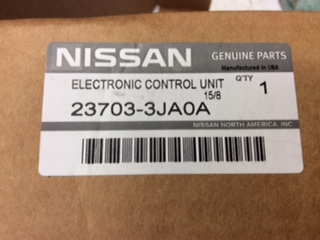 NISSAN GENUINE PARTS
Manufactured in USA
ELECTRONIC CONTROL UNIT Q'TY
15/8 1
23703-3JA0A
NISSAN NORTH AMERICA, INC.